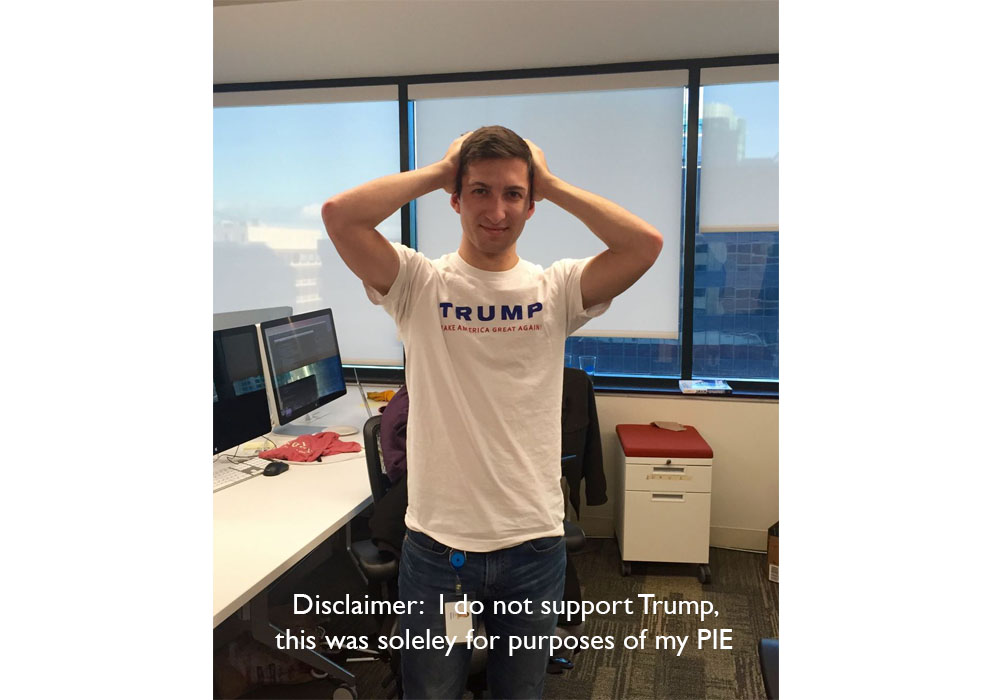 TRUMP
MAKE AMERICA GREAT AGAIN!
Disclaimer:  I do not support Trump,
this was soleley for purposes of my PIE